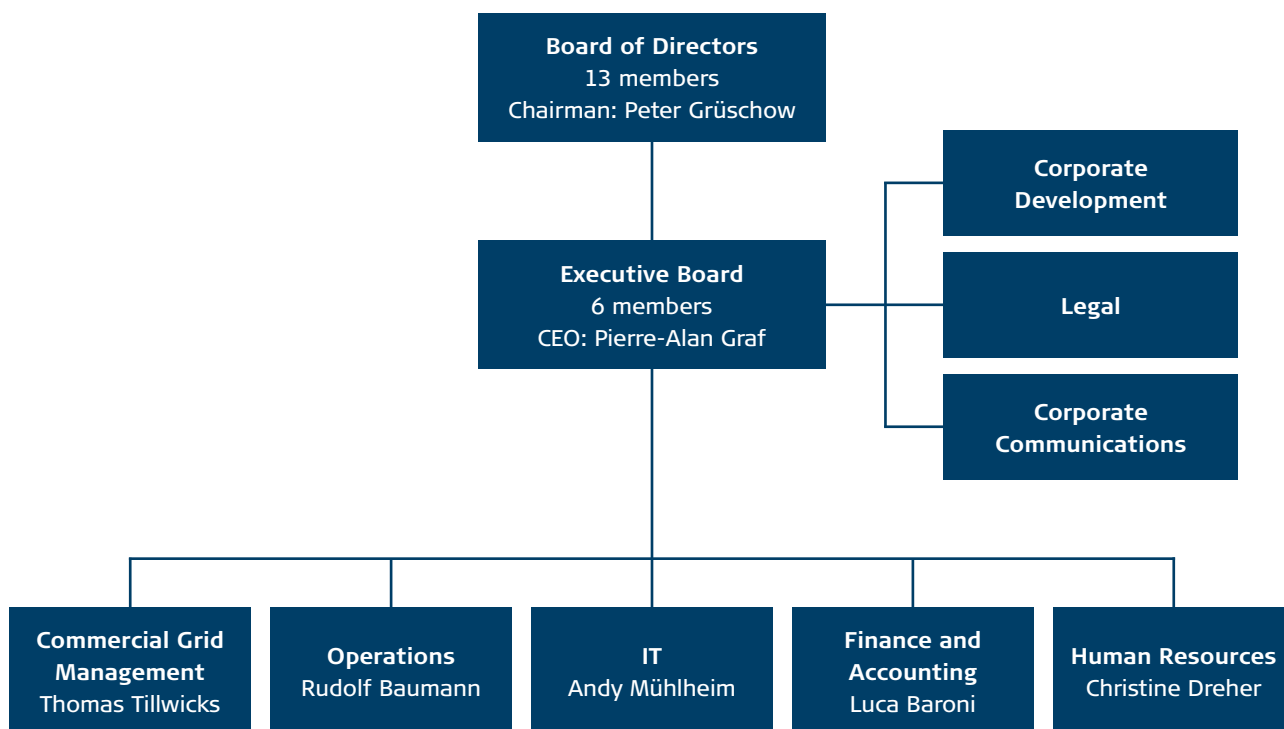 Board of Directors
13 members
Chairman: Peter Grüschow
Corporate
Development
Executive Board
6 members
CEO: Pierre-Alan Graf
Legal
Corporate
Communications
Commercial Grid
Management
Thomas Tillwicks
Operations
Rudolf Baumann
IT
Andy Mühlheim
Finance and
Accounting
Luca Baroni
Human Resources
Christine Dreher